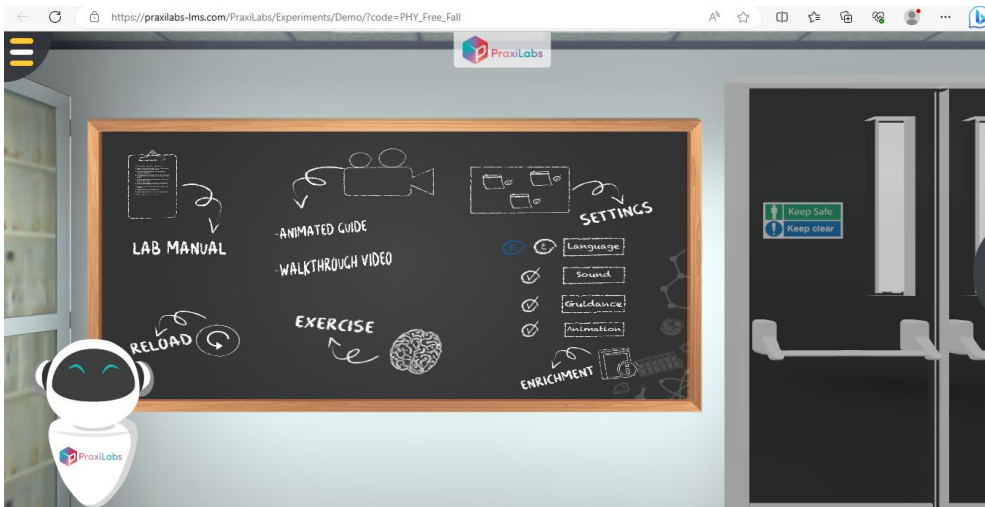 https://praxilabs-lms.com/PraxiLabs/Experiments/Demo/?code=PHY_Free_Fall
PraxiLabs
LAB MANUAL
-ANIMATED GUIDE
-WALKTHROUGH VIDEO
SETTINGS
Language
Sound
Guidance
Animation
RELOAD
EXERCISE
ENRICHMENT
Keep Safe
Keep clear
PraxiLabs